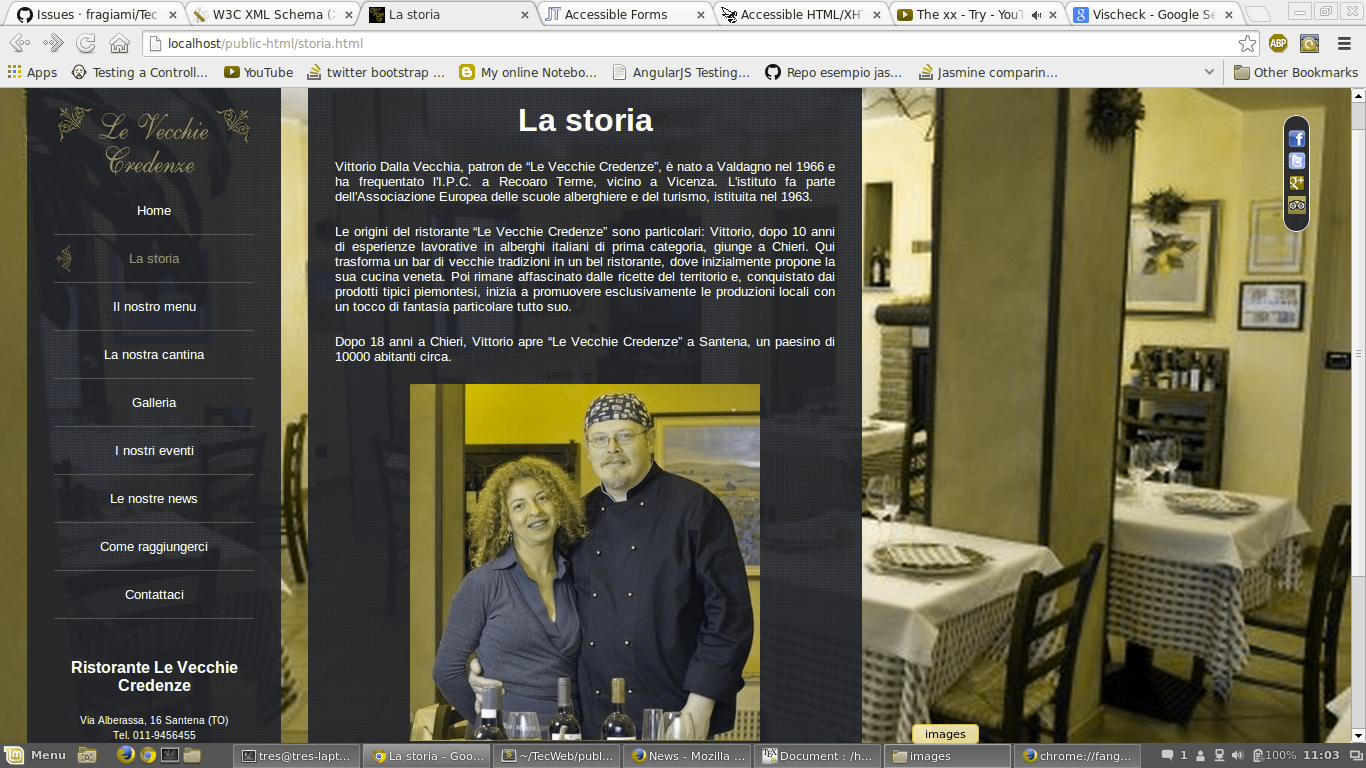 Issues · fragiami/Tec
W3C XML Schema (
La storia
Accessible Forms
Accessible HTML/XH
The xx - Try - YouT
Vischeck - Google Se
localhost/public-html/storia.html
ABP
Apps
Testing a Controll...
YouTube
twitter bootstrap ...
My online Notebo...
AngularJS Testing...
Repo esempio jas...
Jasmine comparin...
Other Bookmarks
Le Vecchie
Credenze
Home
La storia
Il nostro menu
La nostra cantina
Galleria
I nostri eventi
Le nostre news
Come raggiungerci
Contattaci
Ristorante Le Vecchie
Credenze
Via Alberassa, 16 Santena (TO)
Tel. 011-9456455
La storia
Vittorio Dalla Vecchia, patron de “Le Vecchie Credenze”, è nato a Valdagno nel 1966 e
ha frequentato l'I.P.C. a Recoaro Terme, vicino a Vicenza. L'istituto fa parte
dell'Associazione Europea delle scuole alberghiere e del turismo, istituita nel 1963.
Le origini del ristorante “Le Vecchie Credenze” sono particolari: Vittorio, dopo 10 anni
di esperienze lavorative in alberghi italiani di prima categoria, giunge a Chieri. Qui
trasforma un bar di vecchie tradizioni in un bel ristorante, dove inizialmente propone la
sua cucina veneta. Poi rimane affascinato dalle ricette del territorio e, conquistato dai
prodotti tipici piemontesi, inizia a promuovere esclusivamente le produzioni locali con
un tocco di fantasia particolare tutto suo.
Dopo 18 anni a Chieri, Vittorio apre “Le Vecchie Credenze” a Santena, un paesino di
10000 abitanti circa.
images
Menu
tres@tres-lapt...
La storia - Goo...
~/TecWeb/publ...
News - Mozilla ...
Document : /h...
images
chrome://fang...
1
100%
11:03